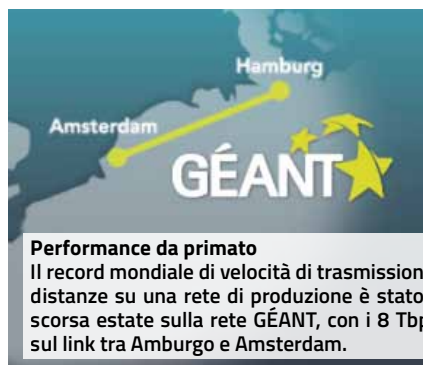 Hamburg
Amsterdam
GÉANT
Performance da primato
Il record mondiale di velocità di trasmission
distanze su una rete di produzione è stato
scorsa estate sulla rete GÉANT, con i 8 Tbp
sul link tra Amburgo e Amsterdam.